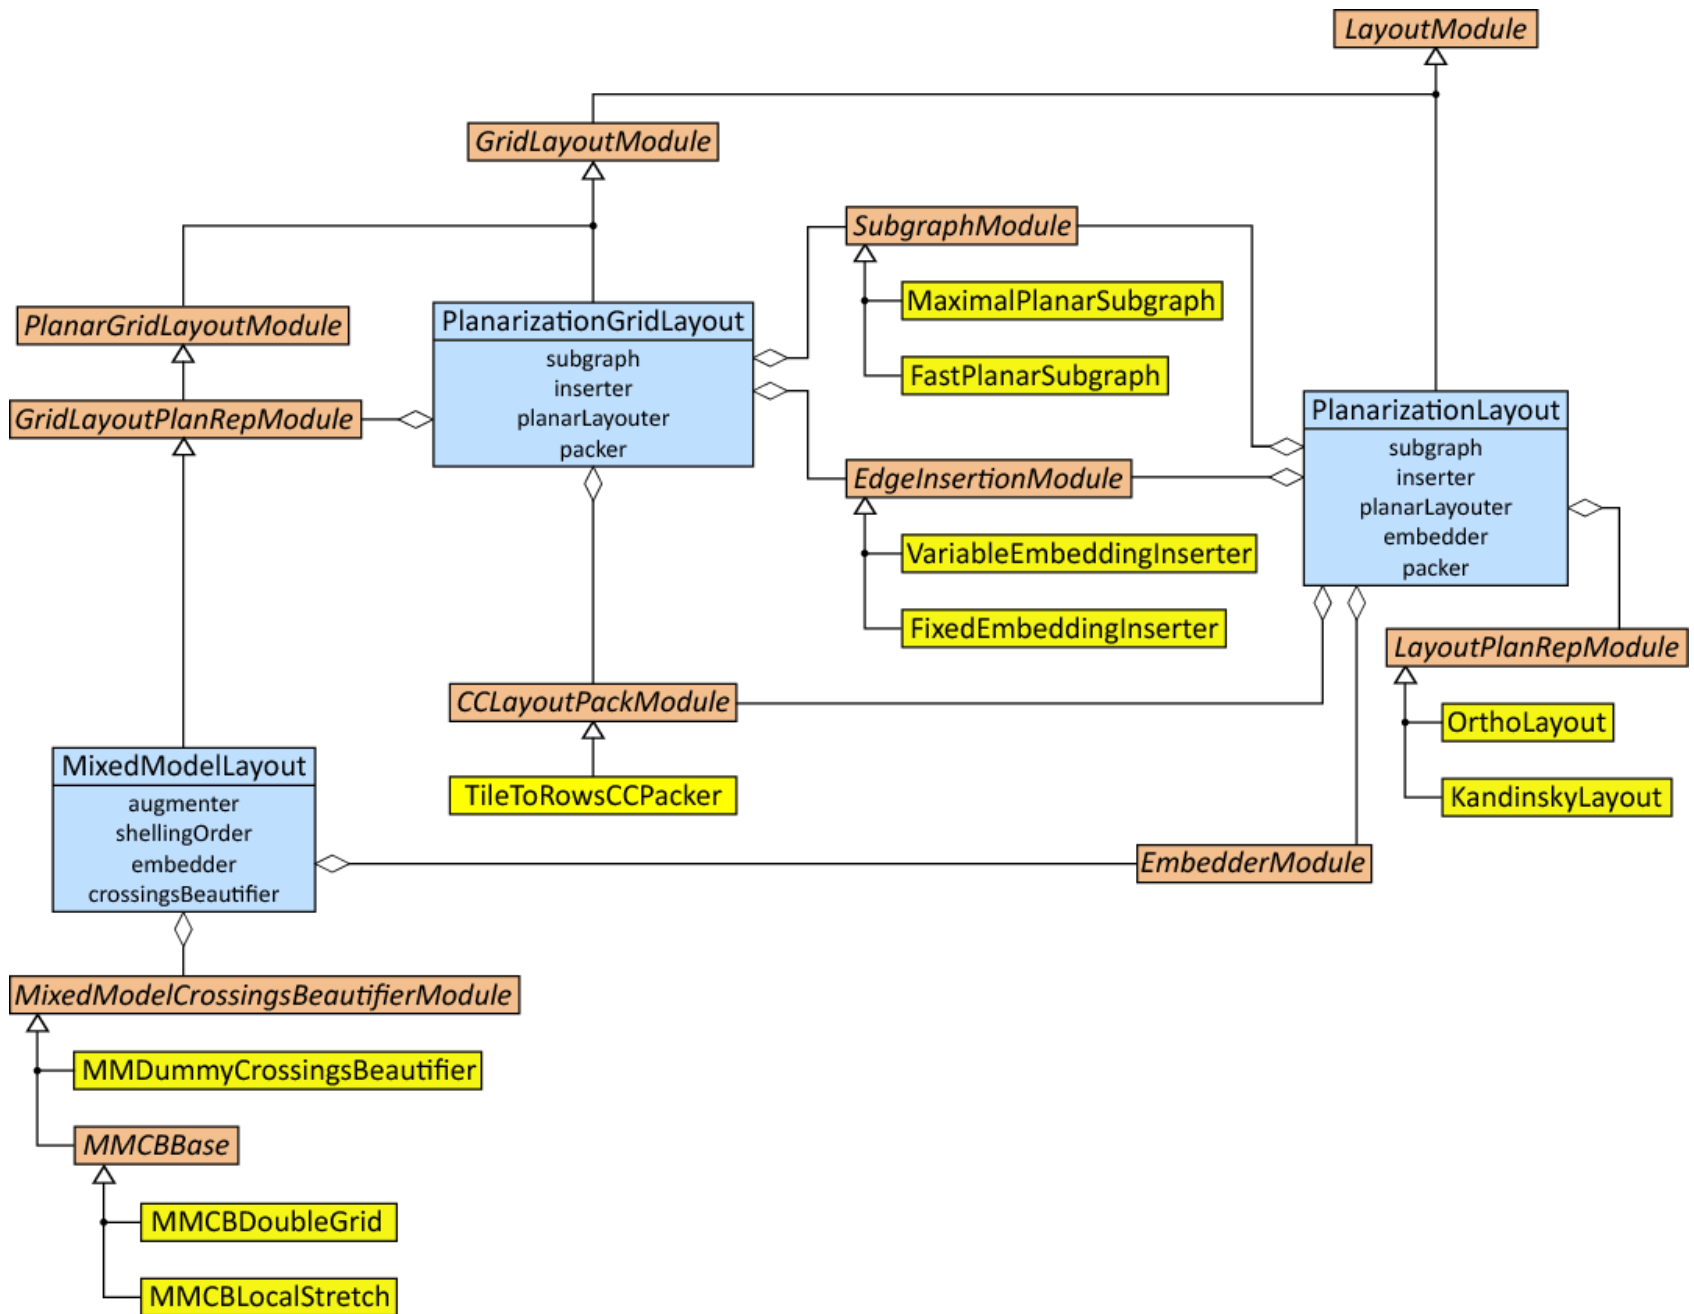 LayoutModule
GridLayoutModule
SubgraphModule
MaximalPlanarSubgraph
FastPlanarSubgraph
PlanarGridLayoutModule
GridLayoutPlanRepModule
PlanarizationGridLayout
subgraph
inserter
planarLayouter
packer
EdgeInsertionModule
VariableEmbeddingInserter
FixedEmbeddingInserter
PlanarizationLayout
subgraph
inserter
planarLayouter
embedder
packer
LayoutPlanRepModule
OrthoLayout
KandinskyLayout
CCLayoutPackModule
TileToRowsCCPacker
MixedModelLayout
augmenter
shellingOrder
embedder
crossingsBeautifier
EmbedderModule
MixedModelCrossingsBeautifierModule
MMDummyCrossingsBeautifier
MMCBBase
MMCBDoubleGrid
MMCBLocalStretch